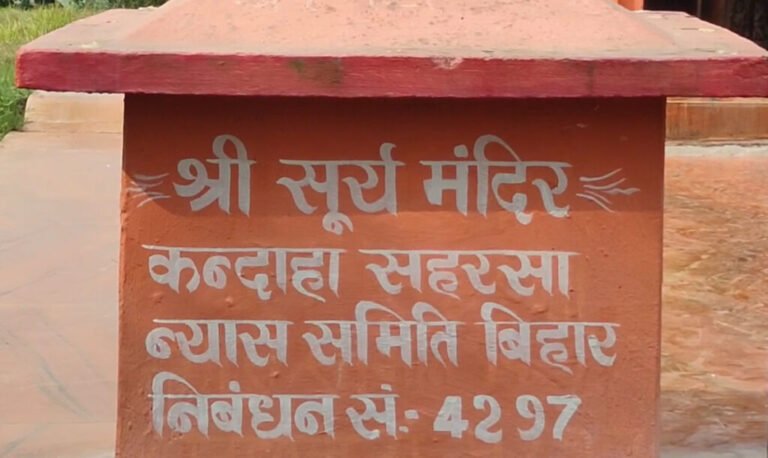 श्री सूर्य मंदिर
कन्दाहा सहरसा
न्यास समिति बिहार
निबंधन सं.- 4297